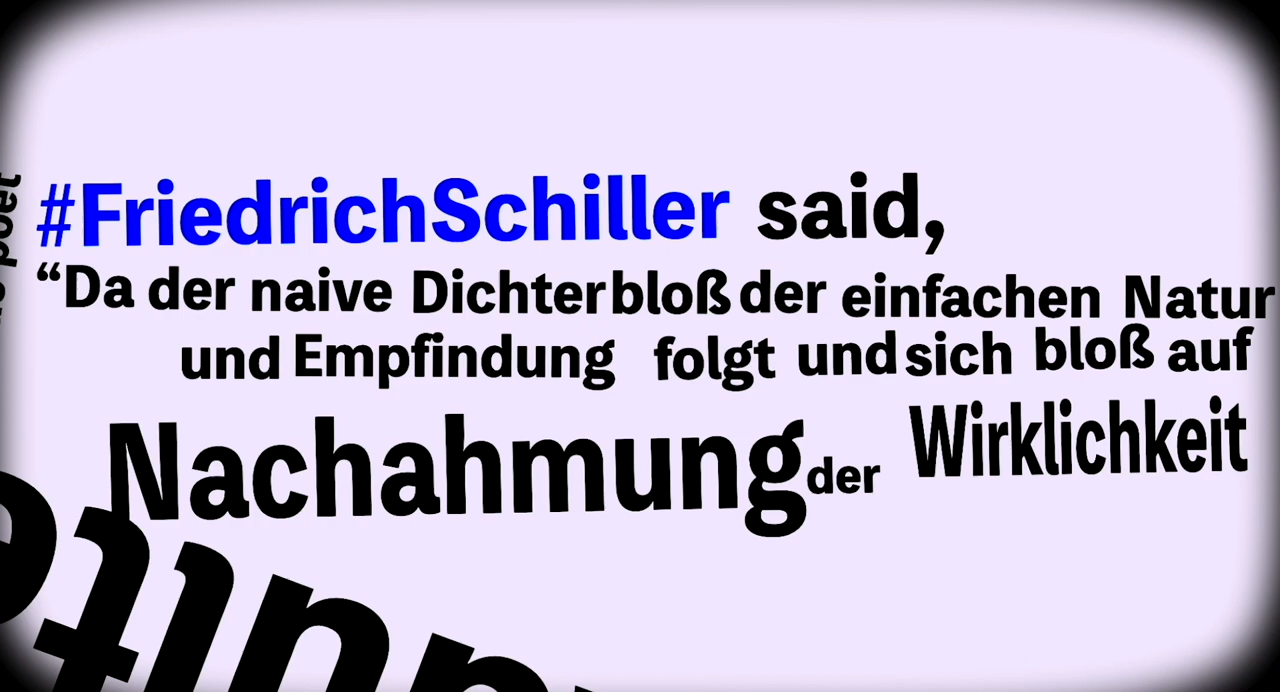 #FriedrichSchiller said,
“Da der naive Dichter bloß der einfachen Natur
und Empfindung folgt und sich bloß auf
Nachahmung der Wirklichkeit
poet